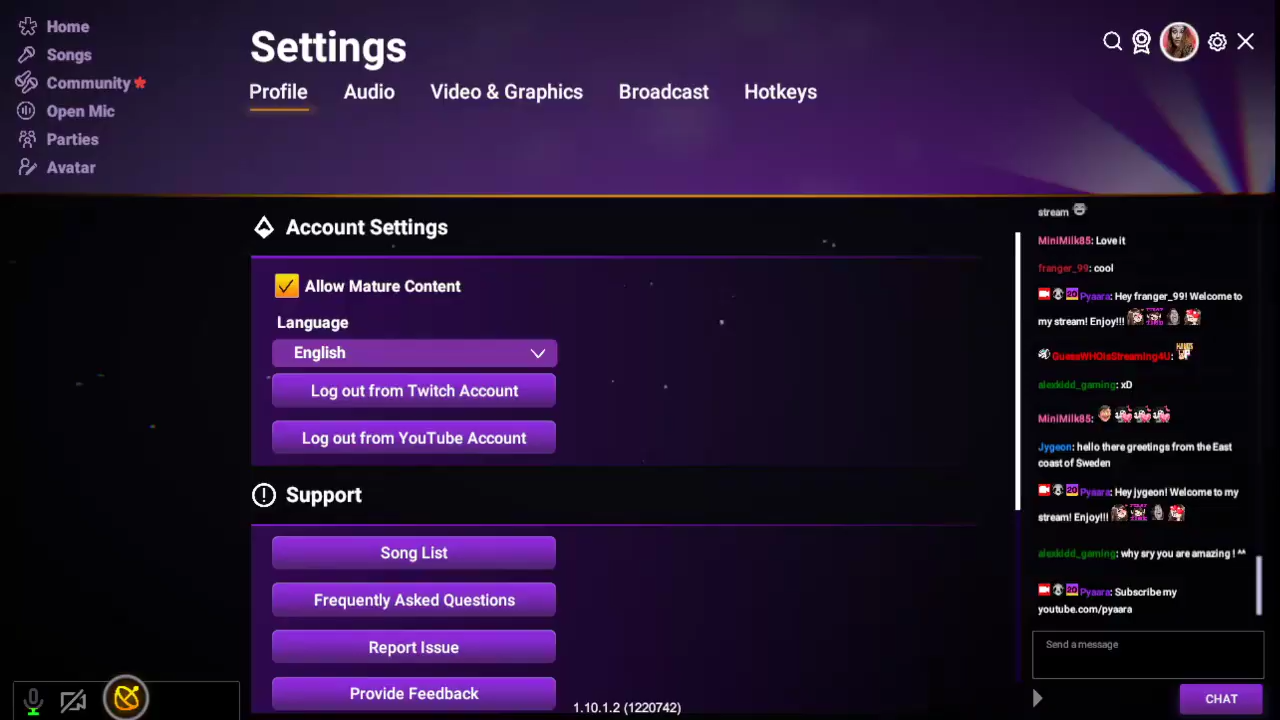 Home
Songs
Community *
Open Mic
Parties
Avatar
Settings
Profile
Audio
Video & Graphics
Broadcast
Hotkeys
Account Settings
Allow Mature Content
Language
English
Log out from Twitch Account
Log out from YouTube Account
Support
Song List
Frequently Asked Questions
Report Issue
Provide Feedback
1.10.1.2 (1220742)
stream
MiniMilk85: Love it
franger_99: cool
20 Pyaara: Hey franger_99! Welcome to
my stream! Enjoy!!!
GuessWHOisStreaming4U:
alexkidd_gaming: xD
MiniMilk85:
Jygeon: hello there greetings from the East
coast of Sweden
20 Pyaara: Hey jygeon! Welcome to my
stream! Enjoy!!!
alexkidd_gaming: why sry you are amazing ! ^^
20 Pyaara: Subscribe my
youtube.com/pyaara
Send a message
CHAT